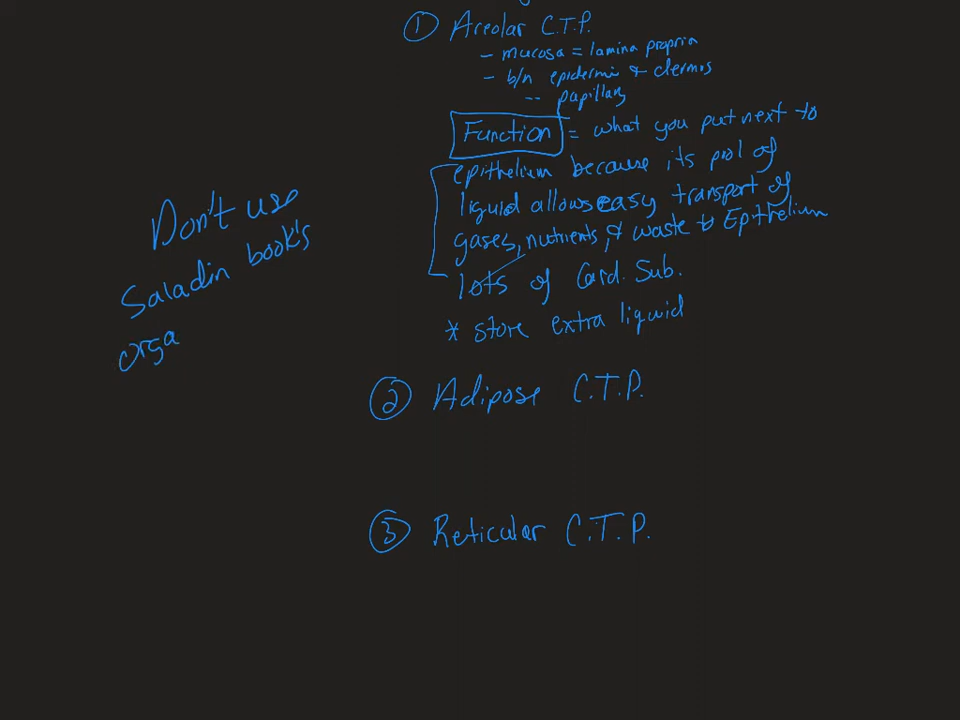 ① Areolar C.T.P.
- mucosa = lamina propria
- b/n epidermis & dermis
-- papillary
Function = what you put next to
epithelium because its pool of
liquid allows easy transport of
gases, nutrients, & waste to Epthelium
lots of Gard. Sub.
* store extra liquid
Don't use
Saladin book's
orga
② Adipose C.T.P.
③ Reticular C.T.P.